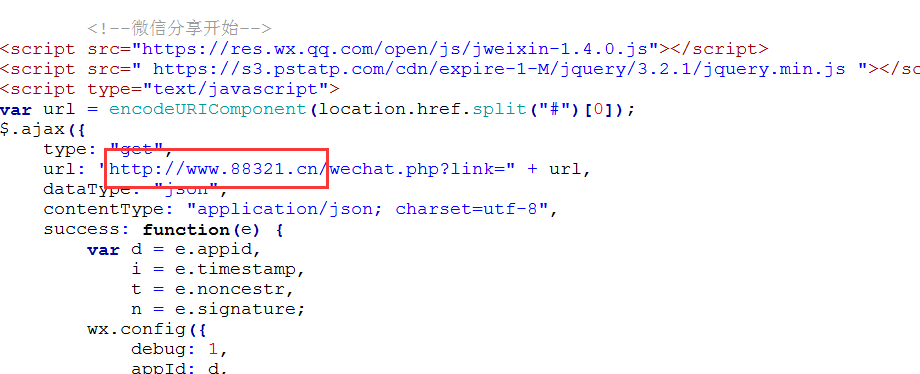 <!--微信分享开始-->
<script src="https://res.wx.qq.com/open/js/jweixin-1.4.0.js"></script>
<script src=" https://s3.pstatp.com/cdn/expire-1-M/jquery/3.2.1/jquery.min.js "></sc
<script type="text/javascript">
var url = encodeURIComponent(location.href.split("#")[0]);
$.ajax({
type: "get",
url: "http://www.88321.cn/wechat.php?link=" + url,
dataType: "json",
contentType: "application/json; charset=utf-8",
success: function(e) {
var d = e.appid,
i = e.timestamp,
t = e.noncestr,
n = e.signature;
wx.config({
debug: 1,
appId: d,